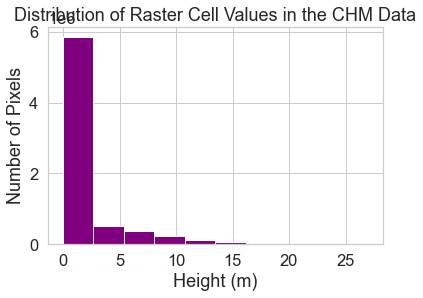 Distribution of Raster Cell Values in the CHM Data
1e6
6
4
2
0
Number of Pixels
0 5 10 15 20 25
Height (m)